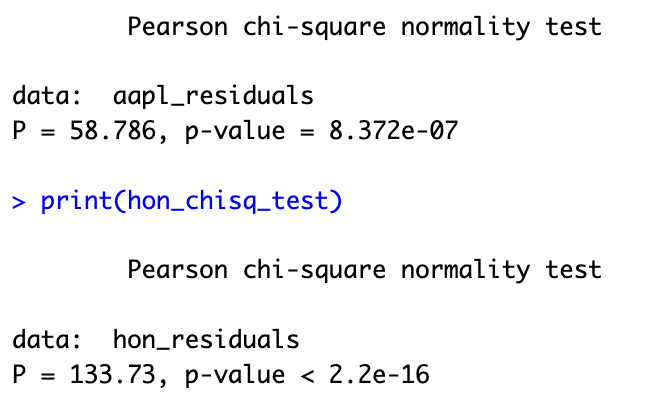 Pearson chi-square normality test
data:  aapl_residuals
P = 58.786, p-value = 8.372e-07
> print(hon_chisq_test)
Pearson chi-square normality test
data:  hon_residuals
P = 133.73, p-value < 2.2e-16